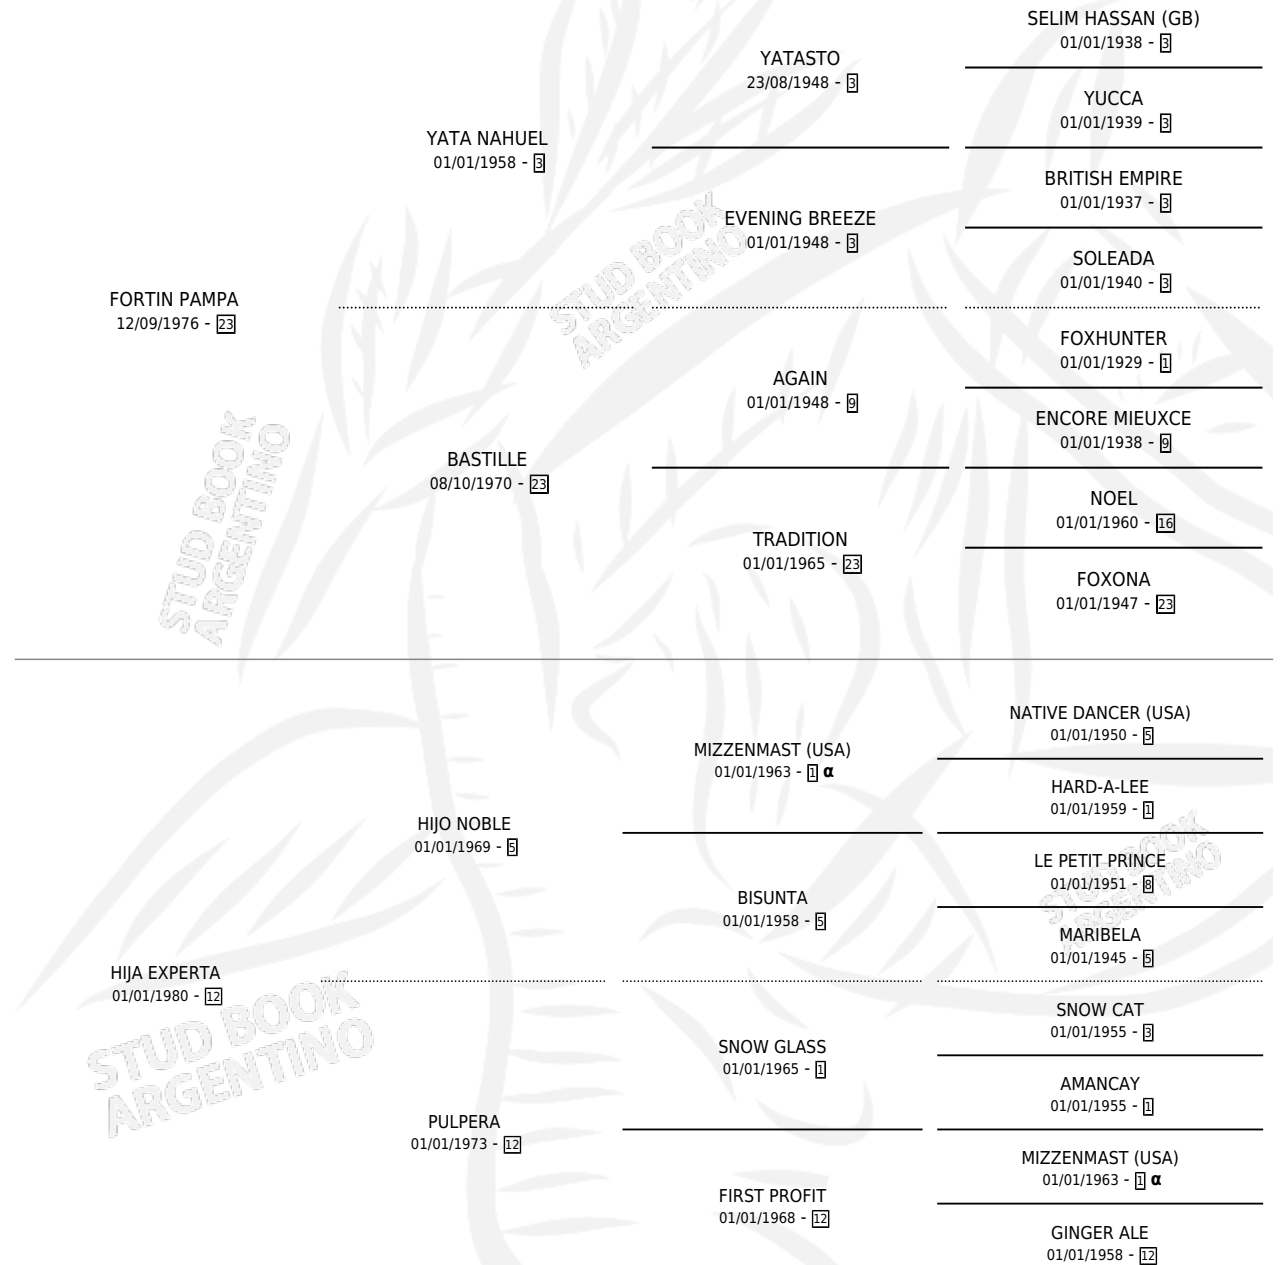 SELIM HASSAN (GB)
01/01/1938 - 3
YATASTO
23/08/1948 - 3
YUCCA
01/01/1939 - 3
YATA NAHUEL
01/01/1958 - 3
BRITISH EMPIRE
01/01/1937 - 3
EVENING BREEZE
01/01/1948 - 3
SOLEADA
01/01/1940 - 3
FORTIN PAMPA
12/09/1976 - 23
FOXHUNTER
01/01/1929 - 1
AGAIN
01/01/1948 - 9
ENCORE MIEUXCE
01/01/1938 - 9
BASTILLE
08/10/1970 - 23
NOEL
01/01/1960 - 16
TRADITION
01/01/1965 - 23
FOXONA
01/01/1947 - 23
NATIVE DANCER (USA)
01/01/1950 - 5
MIZZENMAST (USA)
01/01/1963 - 1 α
HARD-A-LEE
01/01/1959 - 1
HIJO NOBLE
01/01/1969 - 5
LE PETIT PRINCE
01/01/1951 - 8
BISUNTA
01/01/1958 - 5
MARIBELA
01/01/1945 - 5
HIJA EXPERTA
01/01/1980 - 12
SNOW CAT
01/01/1955 - 3
SNOW GLASS
01/01/1965 - 1
AMANCAY
01/01/1955 - 1
PULPERA
01/01/1973 - 12
MIZZENMAST (USA)
01/01/1963 - 1 α
FIRST PROFIT
01/01/1968 - 12
GINGER ALE
01/01/1958 - 12
STUD BOOK
ARGENTINO
STUD BOOK
ARGENTINO
STUD BOOK
ARGENTINO
STUD BOOK
ARGENTINO